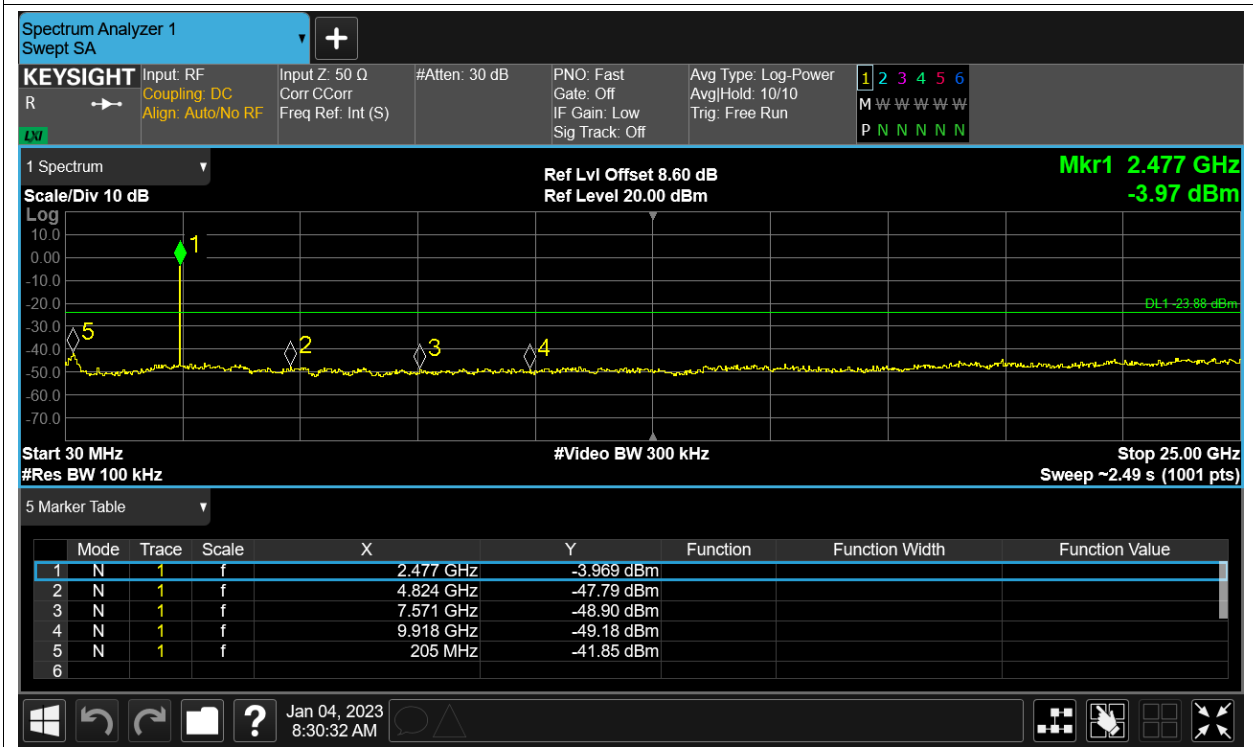 Spectrum Analyzer 1
Swept SA
KEYSIGHT
R
LXI
Input: RF
Coupling: DC
Align: Auto/No RF
Input Z: 50 Ω
Corr CCorr
Freq Ref: Int (S)
#Atten: 30 dB
PNO: Fast
Gate: Off
IF Gain: Low
Sig Track: Off
Avg Type: Log-Power
Avg|Hold: 10/10
Trig: Free Run
1 2 3 4 5 6
M W W W W W
P N N N N N
1 Spectrum
Scale/Div 10 dB
Ref Lvl Offset 8.60 dB
Ref Level 20.00 dBm
Mkr1 2.477 GHz
-3.97 dBm
Log
10.0
0.00
-10.0
-20.0
-30.0
-40.0
-50.0
-60.0
-70.0
1
DL1 -23.88 dBm
5
2
3
4
Start 30 MHz
#Video BW 300 kHz
Stop 25.00 GHz
#Res BW 100 kHz
Sweep ~2.49 s (1001 pts)
5 Marker Table
Mode Trace Scale X Y Function Function Width Function Value
1 N 1 f 2.477 GHz -3.969 dBm
2 N 1 f 4.824 GHz -47.79 dBm
3 N 1 f 7.571 GHz -48.90 dBm
4 N 1 f 9.918 GHz -49.18 dBm
5 N 1 f 205 MHz -41.85 dBm
6
?
Jan 04, 2023
8:30:32 AM